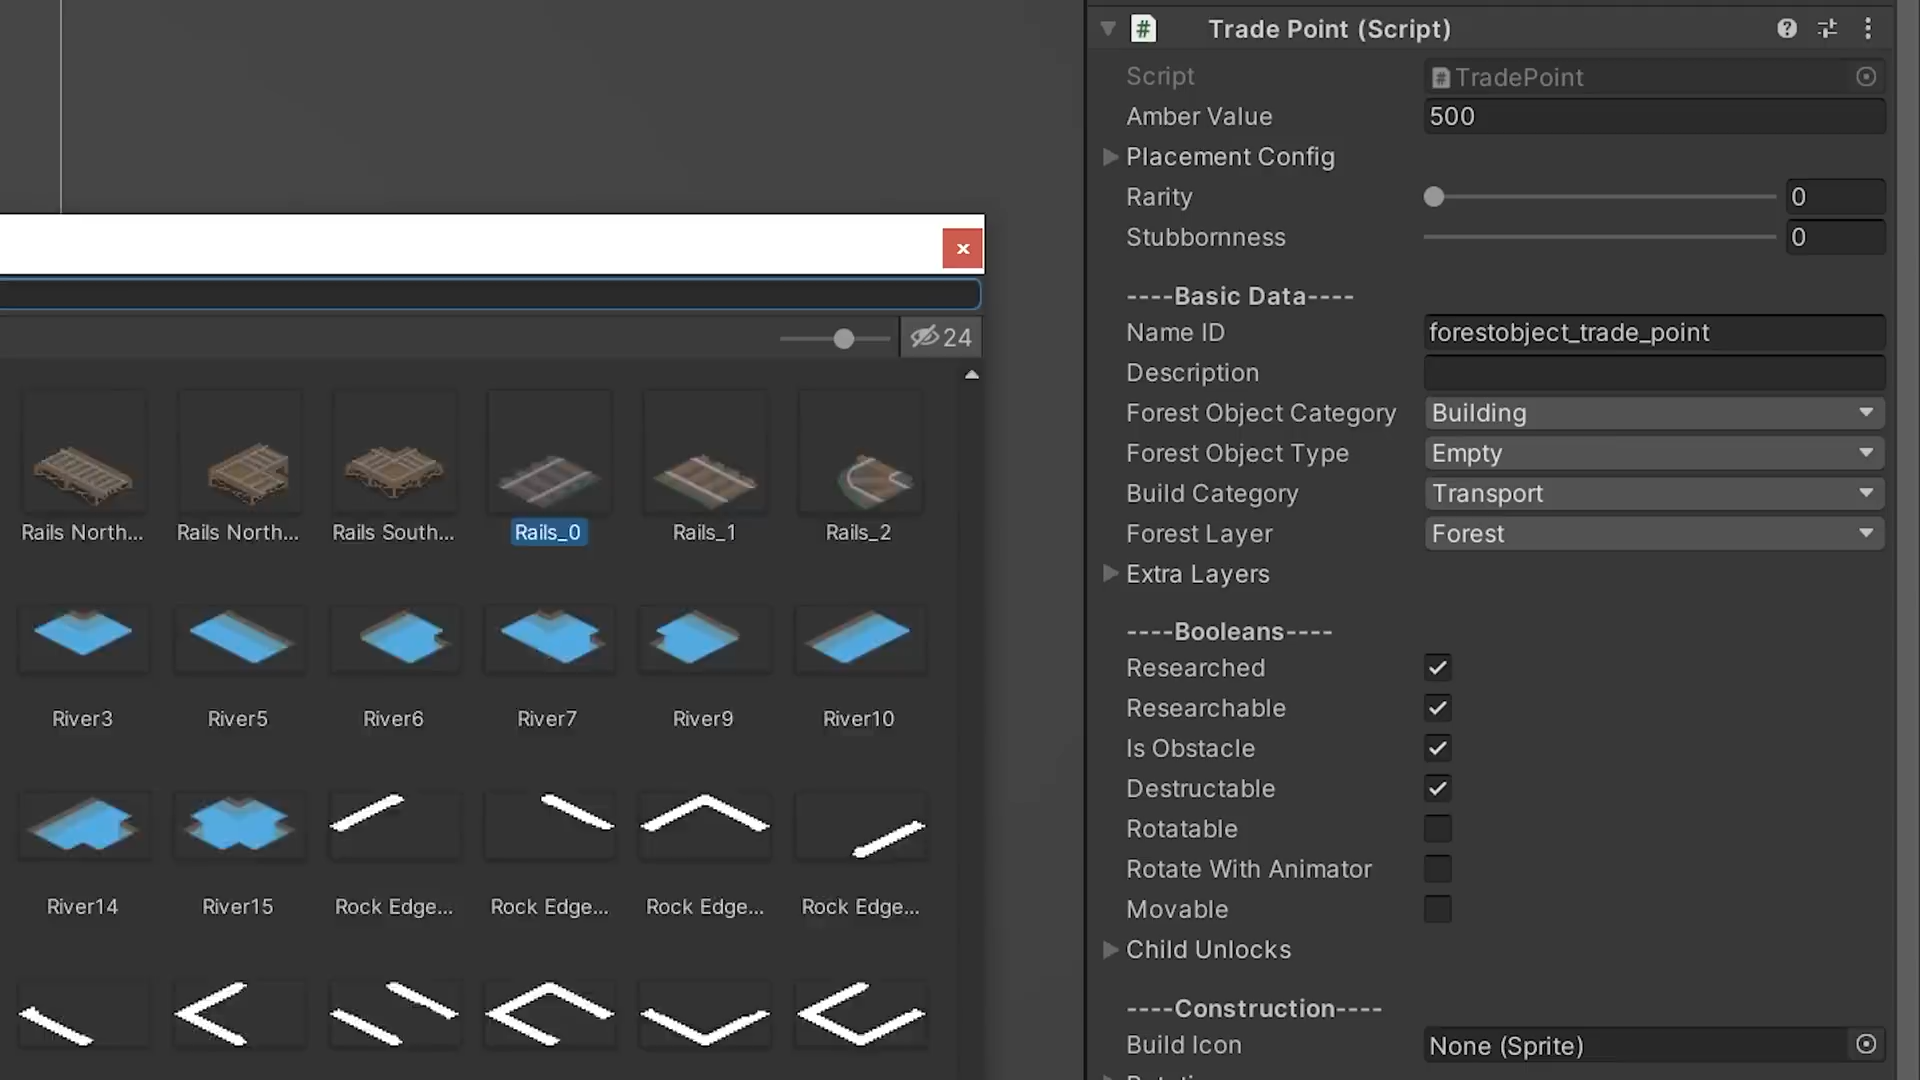 Trade Point (Script)
Script
TradePoint
Amber Value
500
Placement Config
Rarity
0
Stubbornness
0
----Basic Data----
Name ID
forestobject_trade_point
Description
Forest Object Category
Building
Forest Object Type
Empty
Build Category
Transport
Forest Layer
Forest
Extra Layers
----Booleans----
Researched
Researchable
Is Obstacle
Destructable
Rotatable
Rotate With Animator
Movable
Child Unlocks
----Construction----
Build Icon
None (Sprite)
24
Rails North...
Rails North...
Rails South...
Rails_0
Rails_1
Rails_2
River3
River5
River6
River7
River9
River10
River14
River15
Rock Edge...
Rock Edge...
Rock Edge...
Rock Edge...